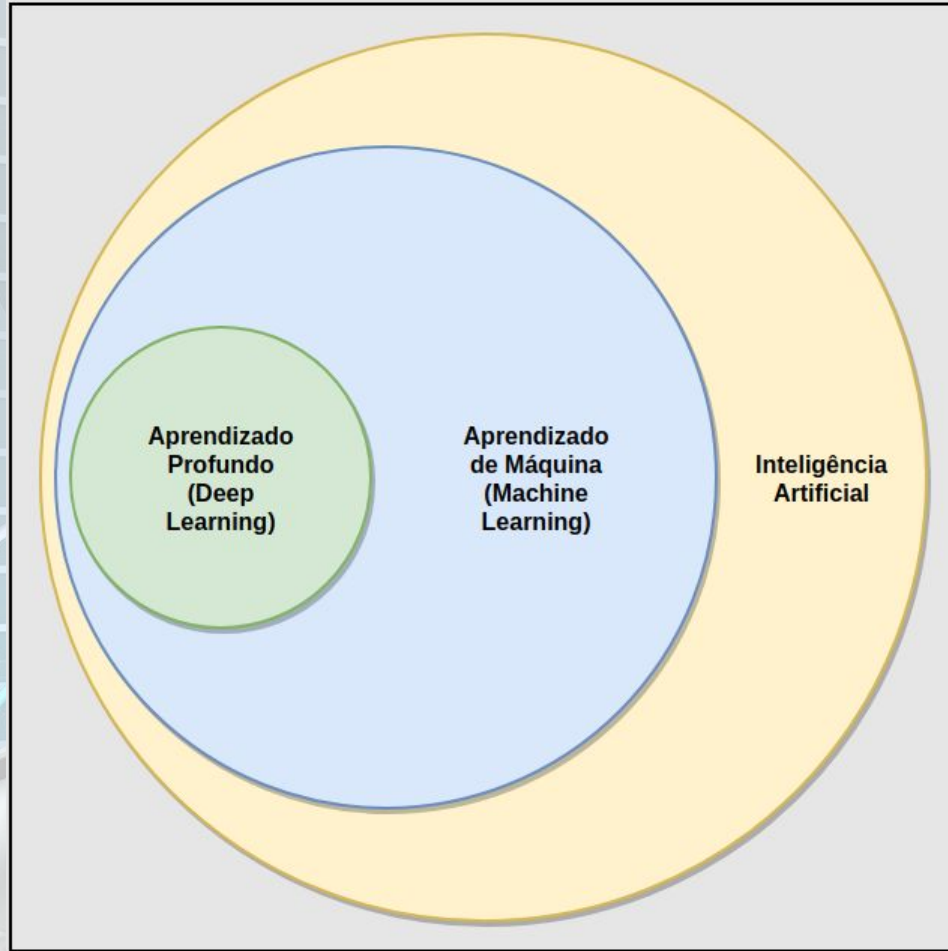 Aprendizado
Profundo
(Deep
Learning)
Aprendizado
de Máquina
(Machine
Learning)
Inteligência
Artificial